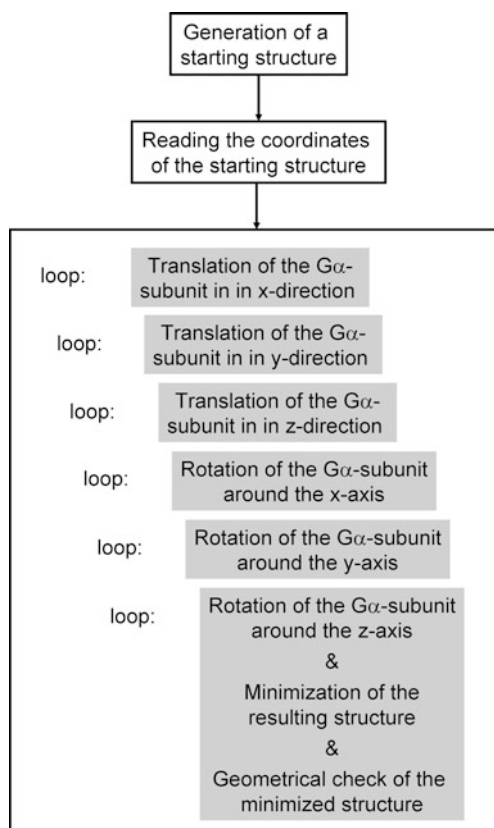 Generation of a
starting structure
Reading the coordinates
of the starting structure
loop: Translation of the Gα-
subunit in in x-direction
loop: Translation of the Gα-
subunit in in y-direction
loop: Translation of the Gα-
subunit in in z-direction
loop: Rotation of the Gα-subunit
around the x-axis
loop: Rotation of the Gα-subunit
around the y-axis
loop: Rotation of the Gα-subunit
around the z-axis
&
Minimization of the
resulting structure
&
Geometrical check of the
minimized structure